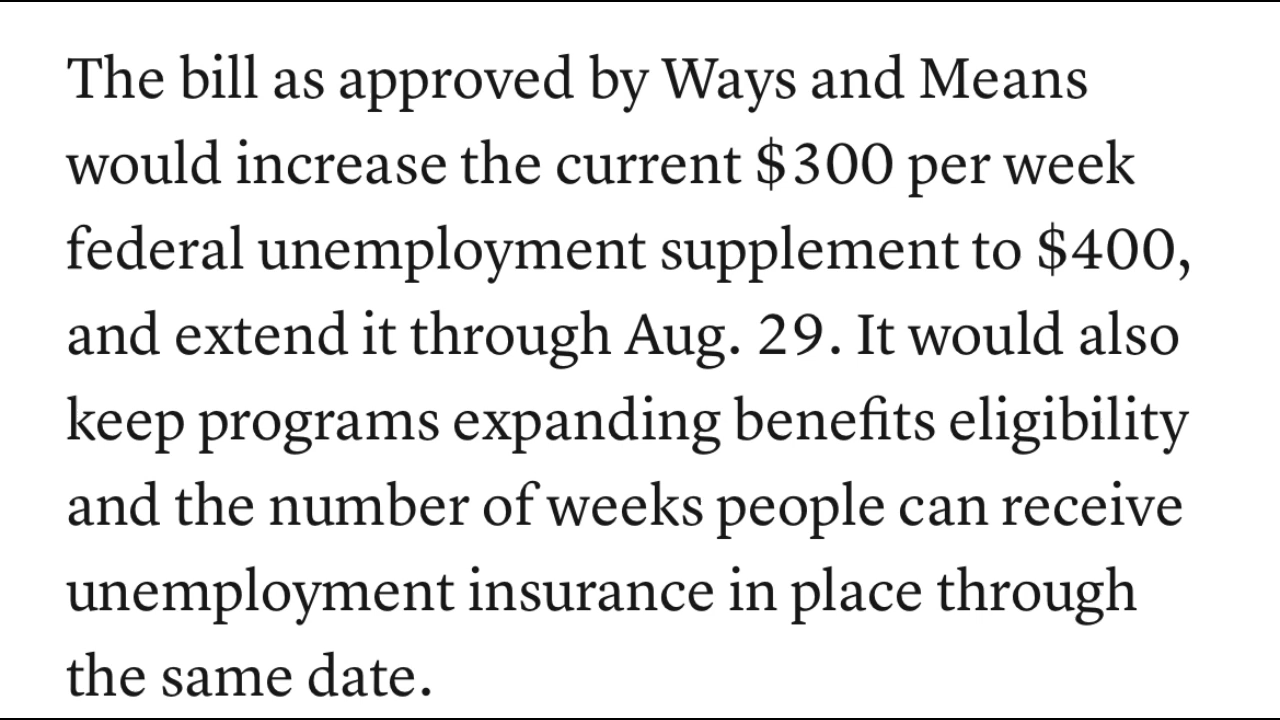 The bill as approved by Ways and Means
would increase the current $300 per week
federal unemployment supplement to $400,
and extend it through Aug. 29. It would also
keep programs expanding benefits eligibility
and the number of weeks people can receive
unemployment insurance in place through
the same date.